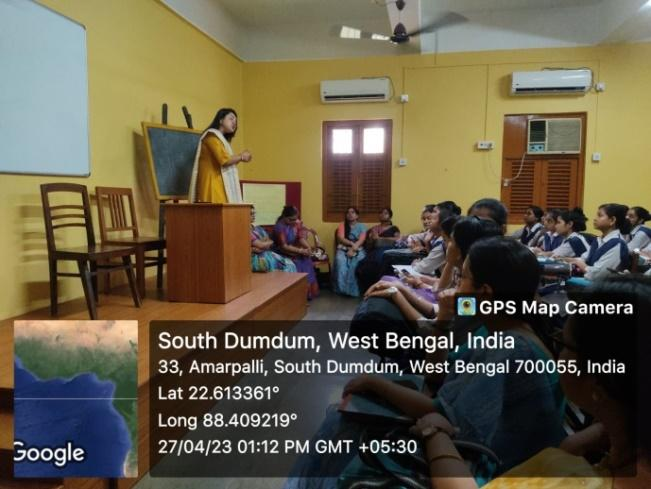 GPS Map Camera
South Dumdum, West Bengal, India
33, Amarpalli, South Dumdum, West Bengal 700055, India
Lat 22.613361°
Long 88.409219°
27/04/23 01:12 PM GMT +05:30
Google